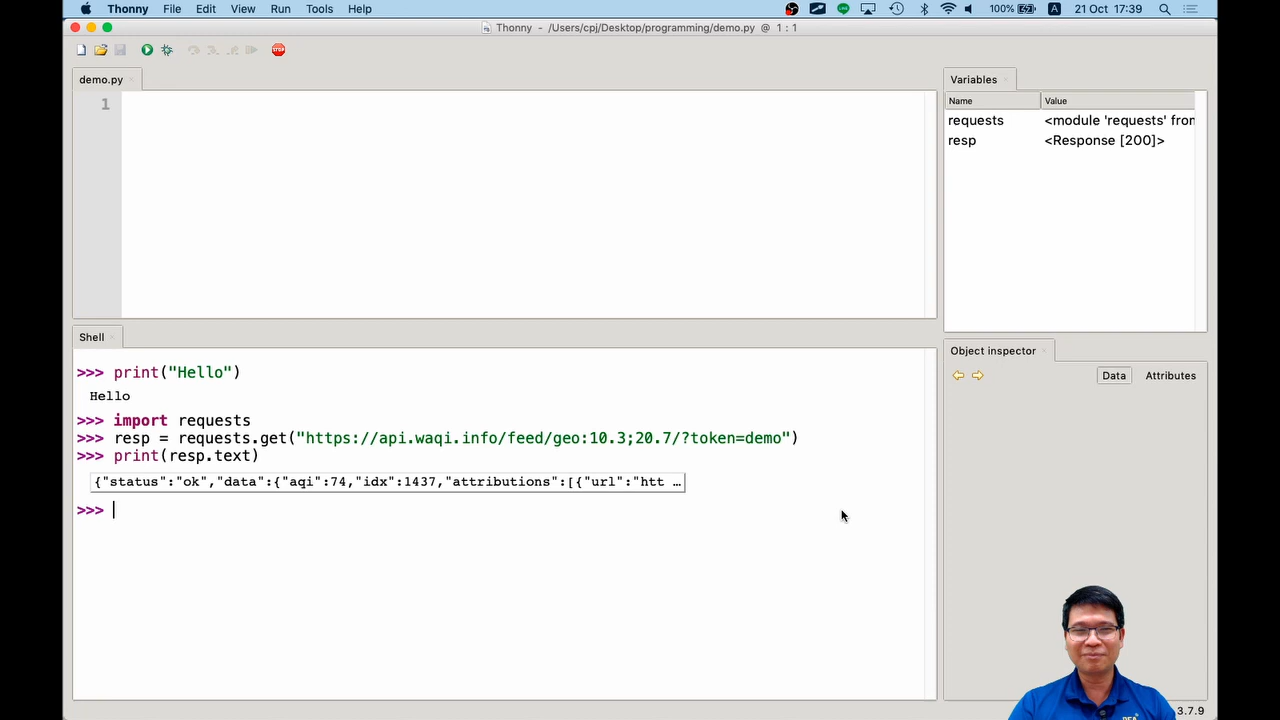 Thonny File Edit View Run Tools Help 100% A 21 Oct 17:39
Thonny - /Users/cpj/Desktop/programming/demo.py @ 1 : 1
STOP
demo.py
1
Variables
Name Value
requests <module 'requests' from
resp <Response [200]>
Shell
>>> print("Hello")
Hello
>>> import requests
>>> resp = requests.get("https://api.waqi.info/feed/geo:10.3;20.7/?token=demo")
>>> print(resp.text)
{"status":"ok","data":{"aqi":74,"idx":1437,"attributions":[{"url":"htt …
>>>
Object inspector
Data Attributes
3.7.9